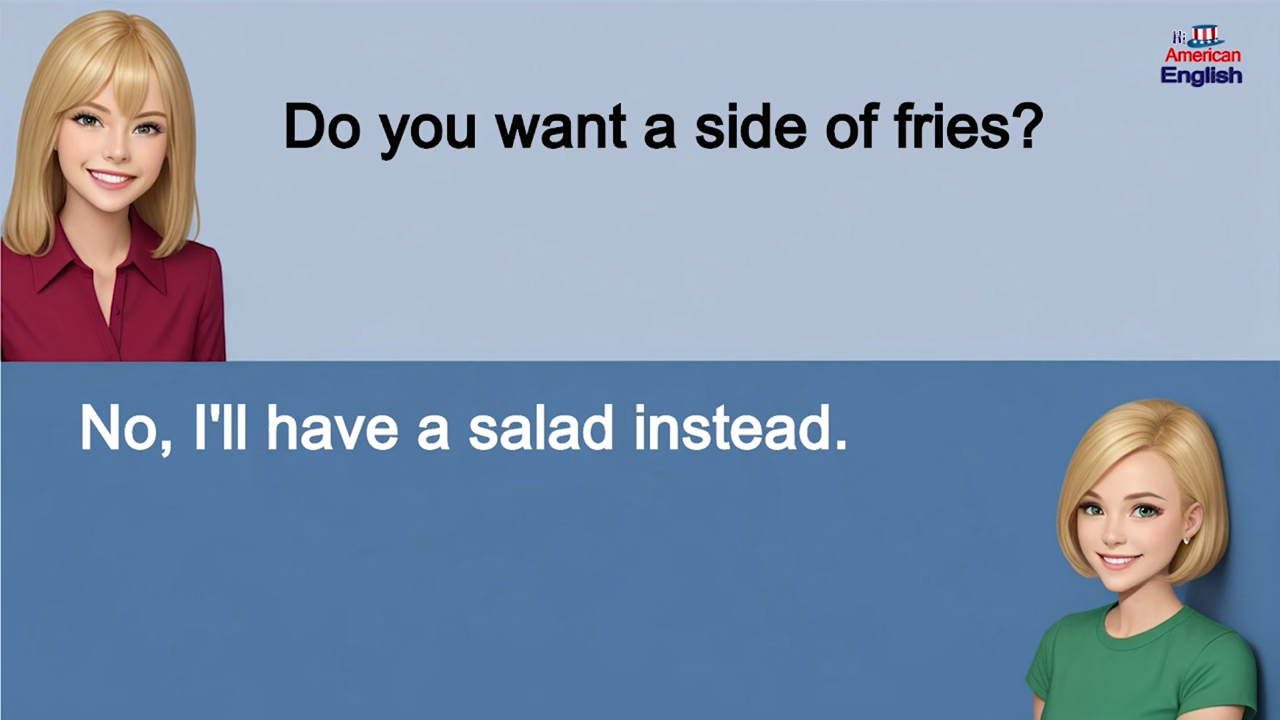 Hi
American
English
Do you want a side of fries?
No, I'll have a salad instead.